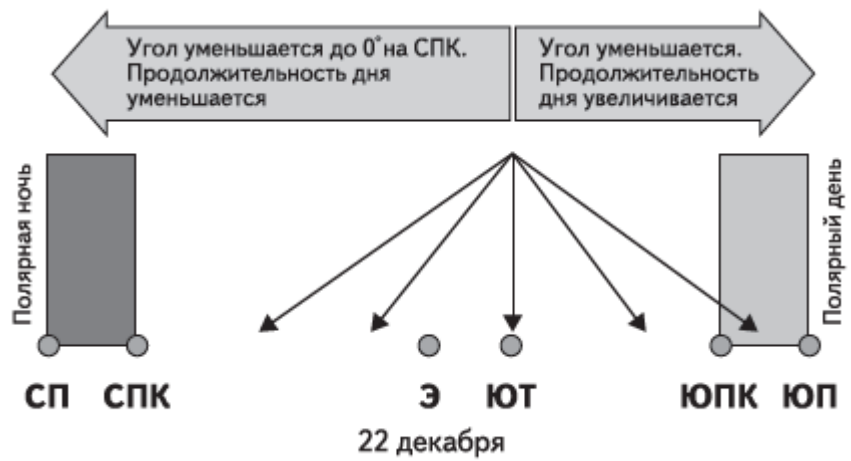 Угол уменьшается до 0° на СПК.
Продолжительность дня
уменьшается
Угол уменьшается.
Продолжительность
дня увеличивается
Полярная ночь
Полярный день
СП СПК Э ЮТ ЮПК ЮП
22 декабря